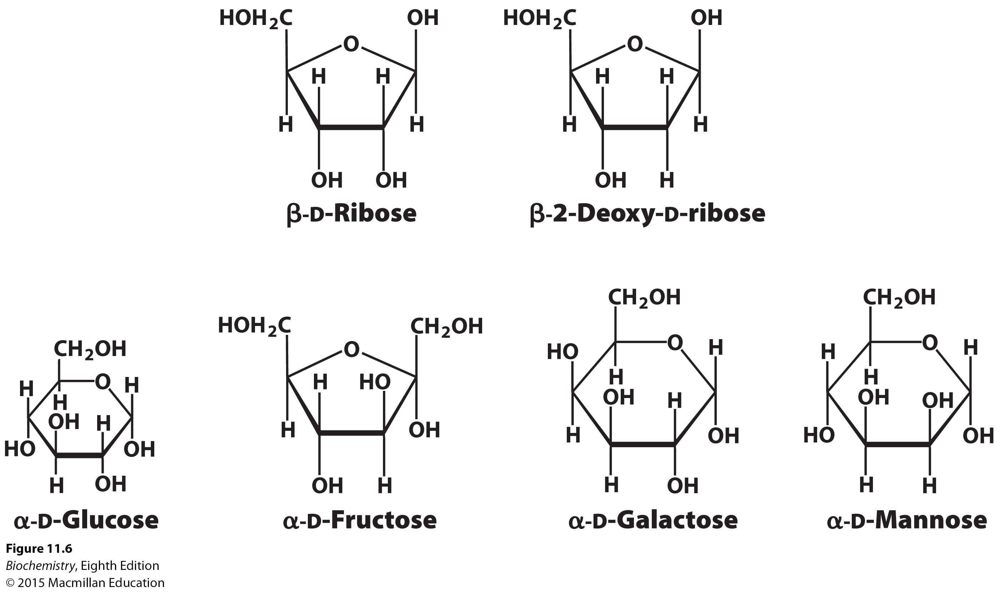 HOH2C OH HOH2C OH
O O
H H H H
H H H H
OH OH OH H
β-D-Ribose β-2-Deoxy-D-ribose
CH2OH CH2OH
HOH2C CH2OH
CH2OH O HO O H H O H
H O H H HO H H
H OH H OH OH
OH H H OH H OH HO OH
HO OH
H OH OH H H OH H H
α-D-Glucose α-D-Fructose α-D-Galactose α-D-Mannose
Figure 11.6
Biochemistry, Eighth Edition
© 2015 Macmillan Education